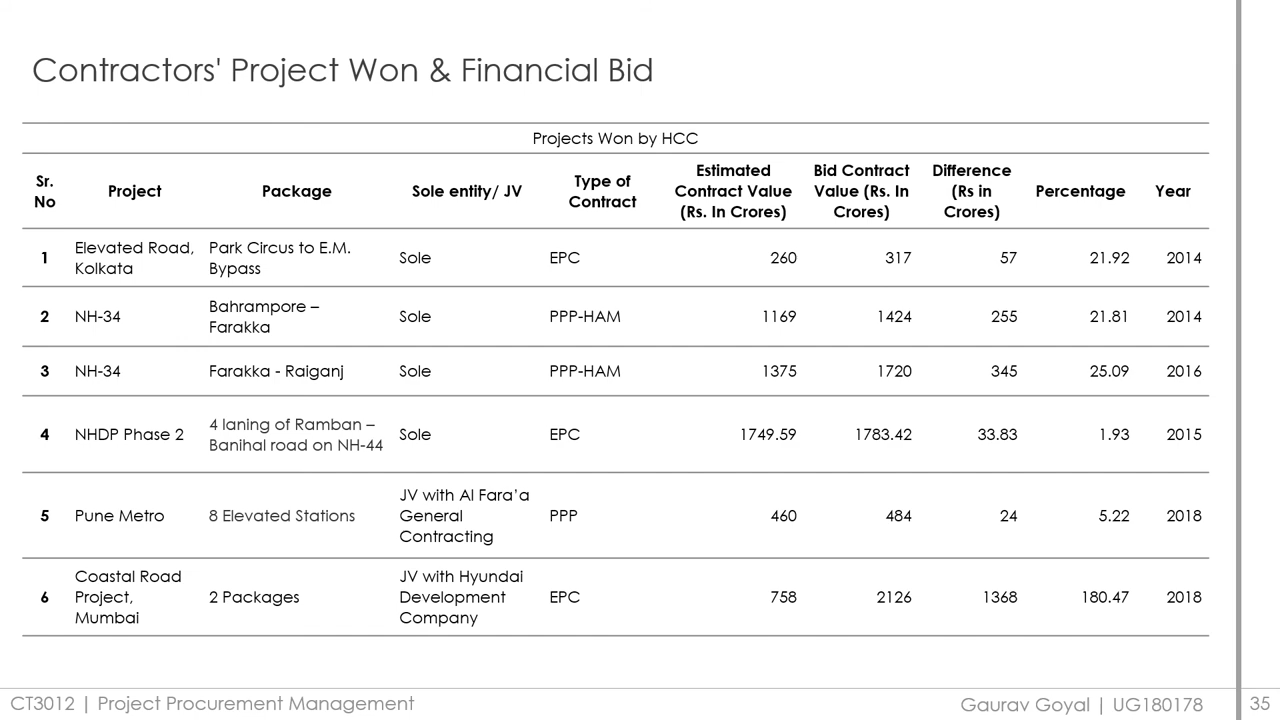 Contractors' Project Won & Financial Bid
Projects Won by HCC
Sr. No Project Package Sole entity/ JV Type of Contract Estimated Contract Value (Rs. In Crores) Bid Contract Value (Rs. In Crores) Difference (Rs in Crores) Percentage Year
1 Elevated Road, Kolkata Park Circus to E.M. Bypass Sole EPC 260 317 57 21.92 2014
2 NH-34 Bahrampore – Farakka Sole PPP-HAM 1169 1424 255 21.81 2014
3 NH-34 Farakka - Raiganj Sole PPP-HAM 1375 1720 345 25.09 2016
4 NHDP Phase 2 4 laning of Ramban – Banihal road on NH-44 Sole EPC 1749.59 1783.42 33.83 1.93 2015
5 Pune Metro 8 Elevated Stations JV with Al Fara’a General Contracting PPP 460 484 24 5.22 2018
6 Coastal Road Project, Mumbai 2 Packages JV with Hyundai Development Company EPC 758 2126 1368 180.47 2018
CT3012 | Project Procurement Management
Gaurav Goyal | UG180178
35